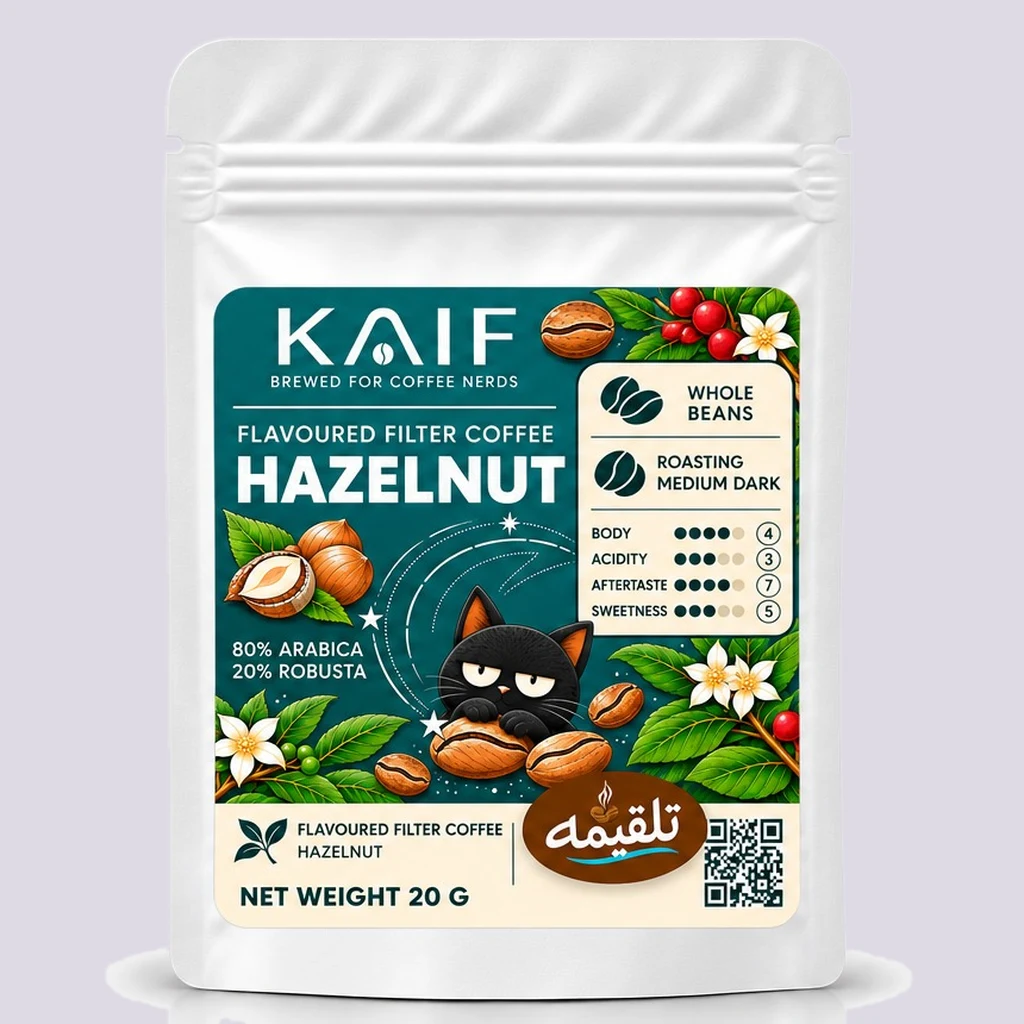 KAIF
BREWED FOR COFFEE NERDS
FLAVOURED FILTER COFFEE
HAZELNUT
80% ARABICA
20% ROBUSTA
WHOLE
BEANS
ROASTING
MEDIUM DARK
BODY 4
ACIDITY 3
AFTERTASTE 7
SWEETNESS 5
FLAVOURED FILTER COFFEE
HAZELNUT
NET WEIGHT 20 G
تلقيمه